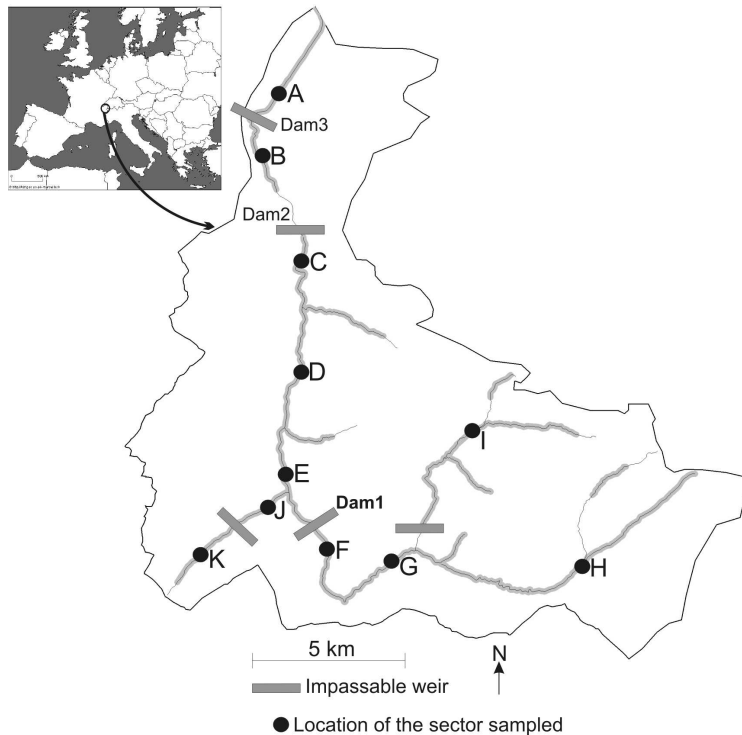 A
Dam3
B
Dam2
C
D
I
E
J
Dam1
K
F
G
H
5 km
N
Impassable weir
Location of the sector sampled